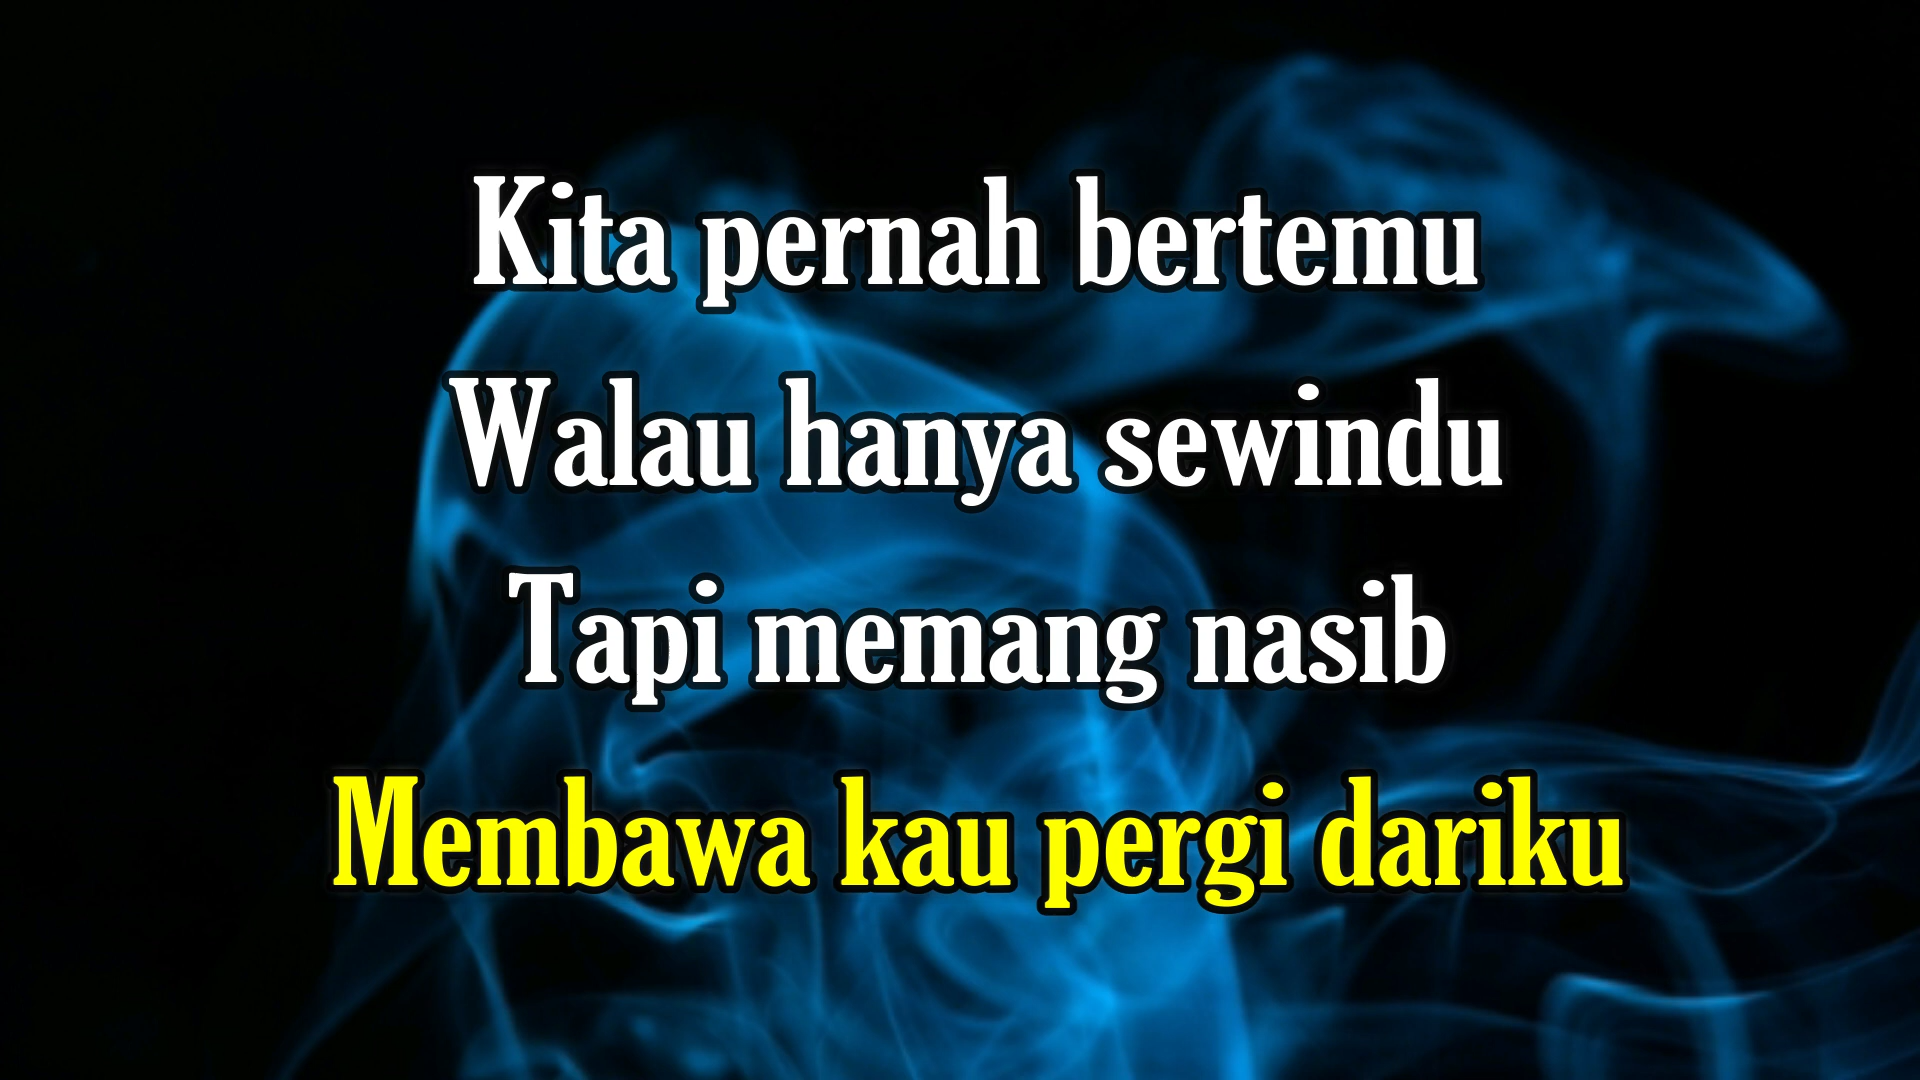 Kita pernah bertemu
Walau hanya sewindu
Tapi memang nasib
Membawa kau pergi dariku